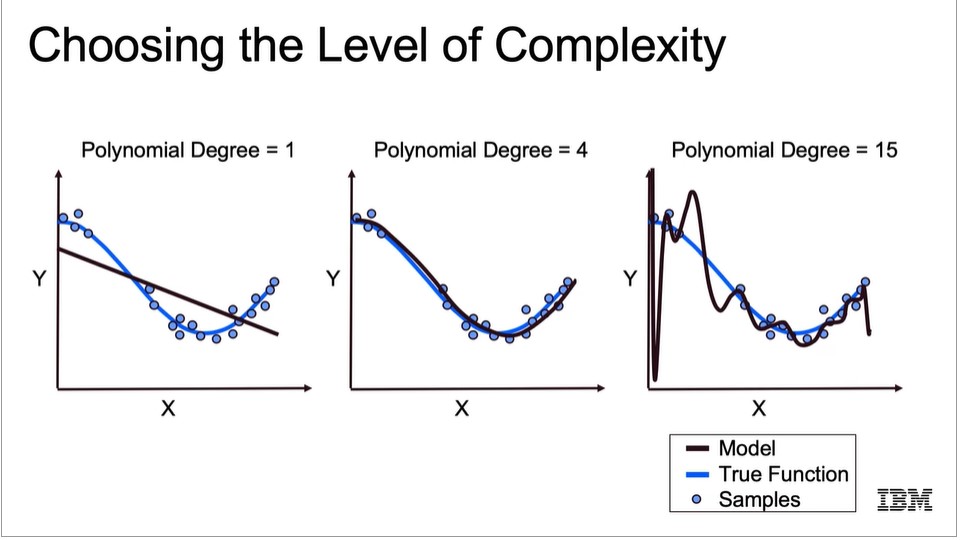 Choosing the Level of Complexity
Polynomial Degree = 1
Y
X
Polynomial Degree = 4
Y
X
Polynomial Degree = 15
Y
X
Model
True Function
Samples
IBM